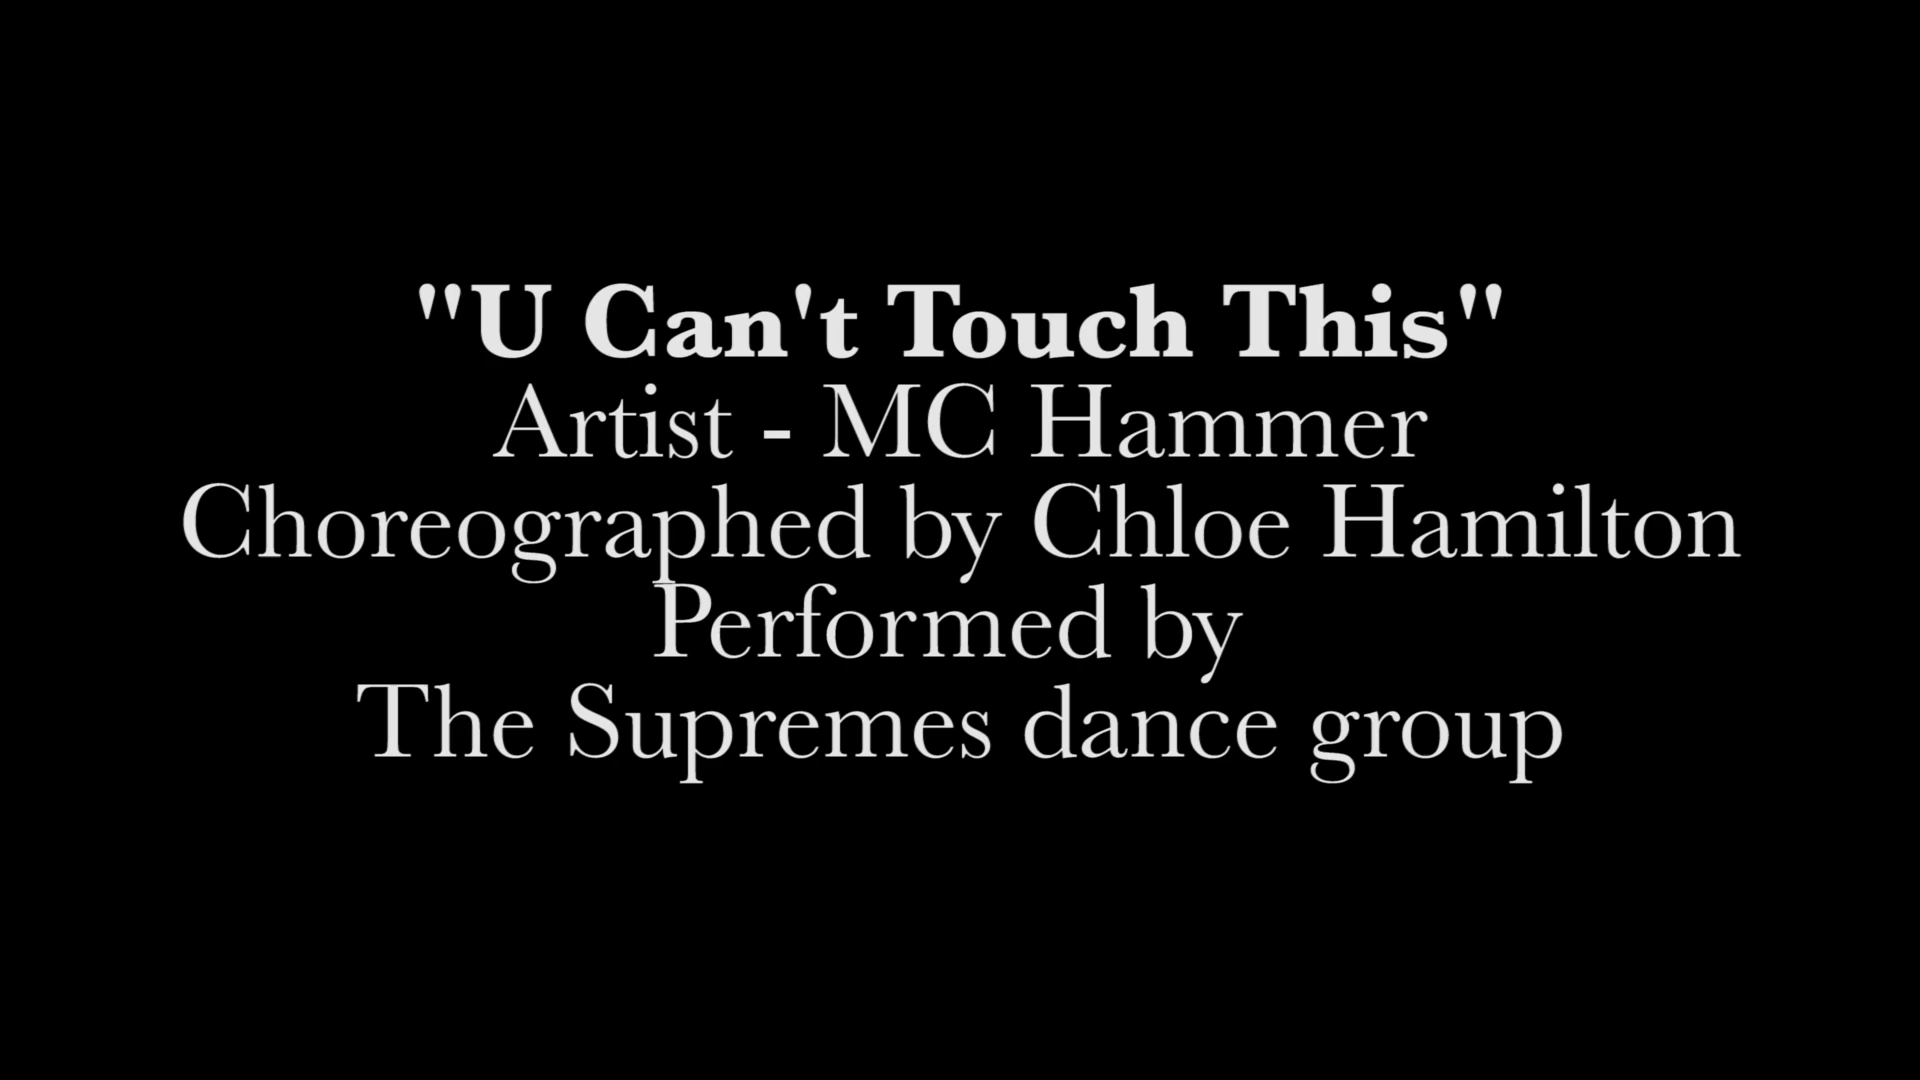 "U Can't Touch This"
Artist - MC Hammer
Choreographed by Chloe Hamilton
Performed by
The Supremes dance group